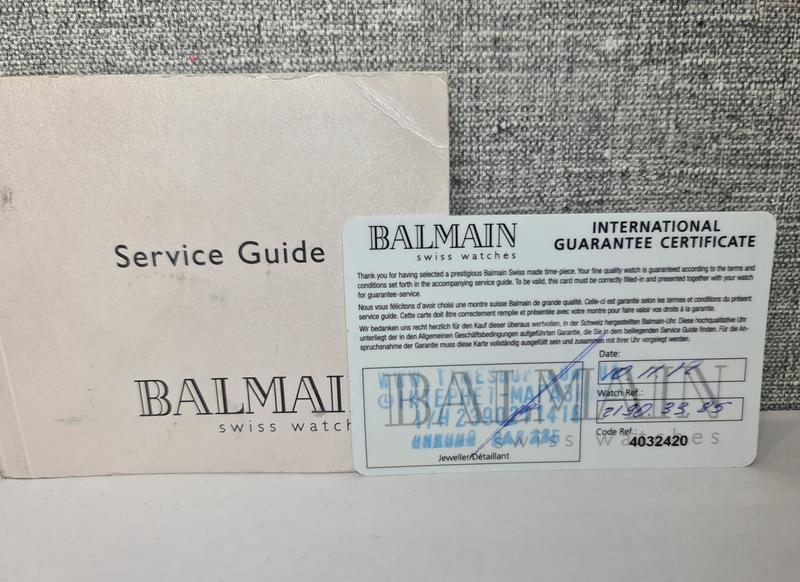 Service Guide
BALMAI
swiss watch
BALMAIN
swiss watches
INTERNATIONAL
GUARANTEE CERTIFICATE
Thank you for having selected a prestigious Balmain Swiss made time-piece. Your fine quality watch is guaranteed according to the terms and
conditions set forth in the accompanying service guide. To be valid, this card must be correctly filled-in and presented together with your watch
for guarantee-service.
Nous vous félicitons d'avoir choisi une montre suisse Balmain de grande qualité. Celle-ci est garantie selon les termes et conditions du présent
service guide. Cette carte doit être correctement remplie et présentée avec votre montre pour faire valoir vos droits à la garantie.
Wir bedanken uns recht herzlich für den Kauf dieser überaus wertvollen, in der Schweiz hergestellten Balmain-Uhr. Diese hochqualitative Uhr
unterliegt der in den Allgemeinen Geschäftsbedingungen aufgeführten Garantie, die Sie in dem beiliegenden Service Guide finden. Für die An-
spruchsnahme der Garantie muss diese Karte vollständig ausgefüllt sein und zusammen mit Ihrer Uhr vorgelegt werden.
Date:
10.11.12
BALMAIN
swiss watches
Watch Ref.:
2190.33.85
Code Ref.:
4032420
Jeweller/Détaillant